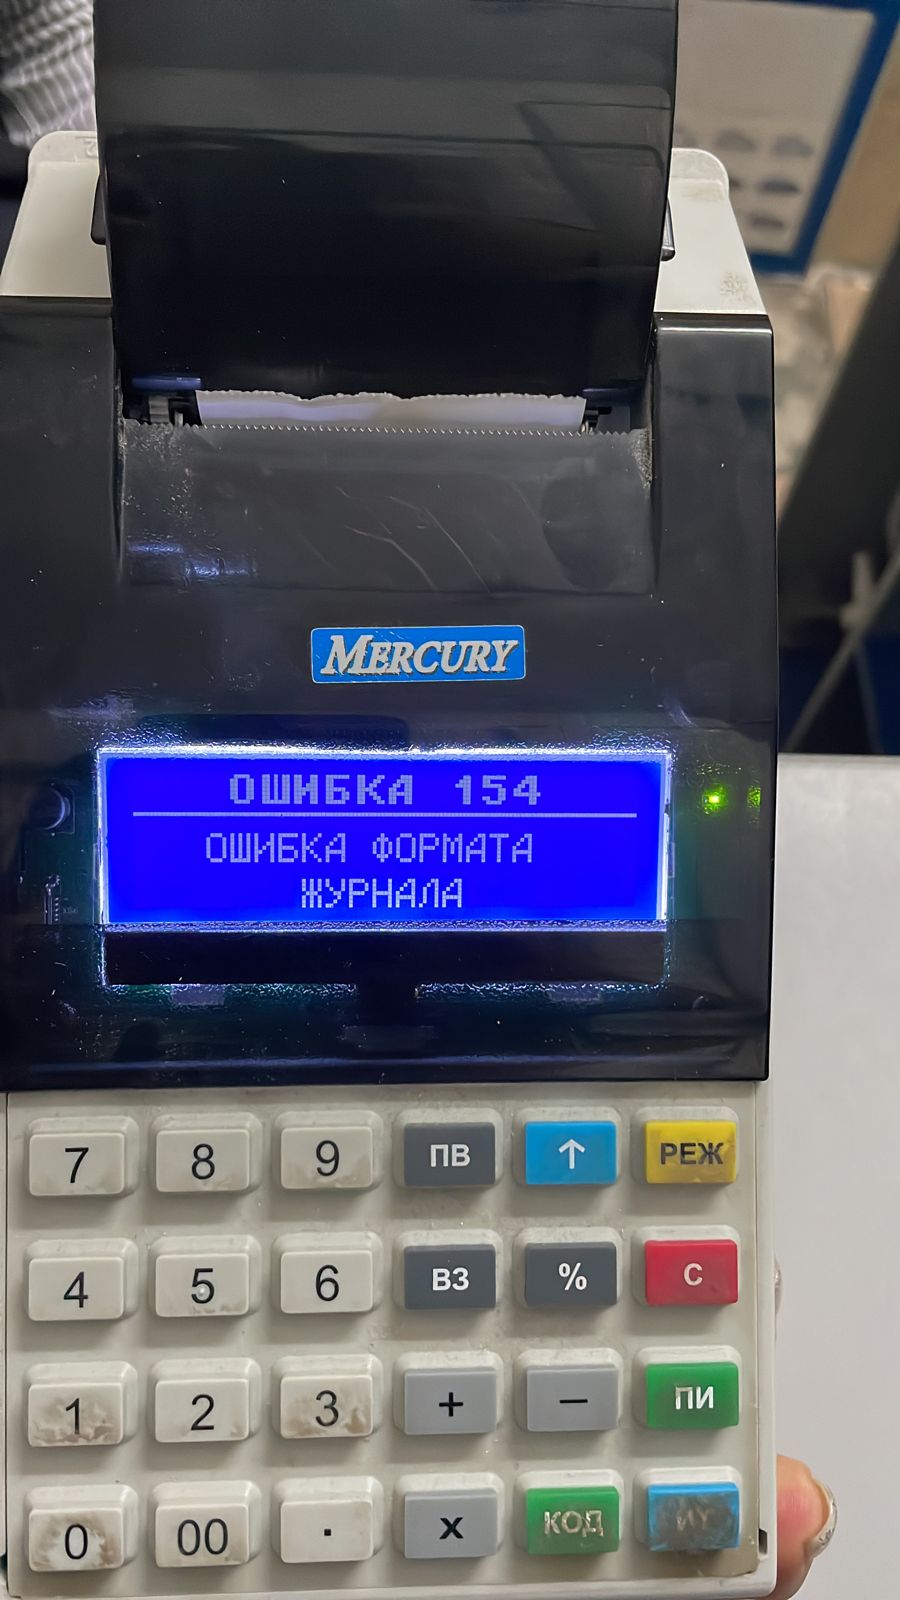 MERCURY
ОШИБКА 154
ОШИБКА ФОРМАТА
ЖУРНАЛА
7 8 9 ПВ ↑ РЕЖ
4 5 6 ВЗ % С
1 2 3 + − ПИ
0 00 . X КОД